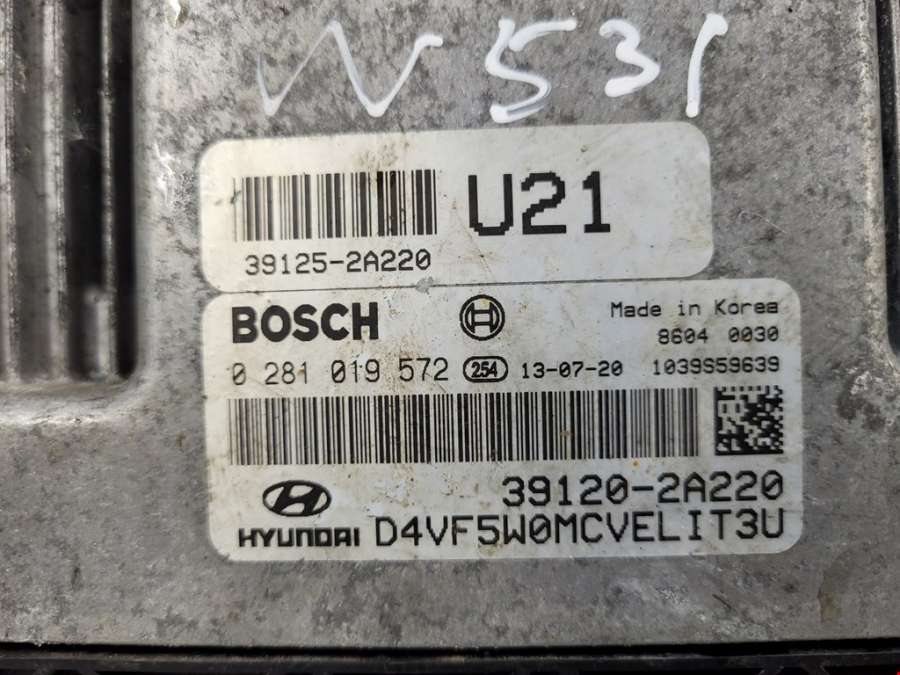 W 531
U21
39125-2A220
BOSCH
Made in Korea
8604 0030
0 281 019 572 254 13-07-20 1039S59639
39120-2A220
HYUNDAI D4VF5W0MCVELIT3U